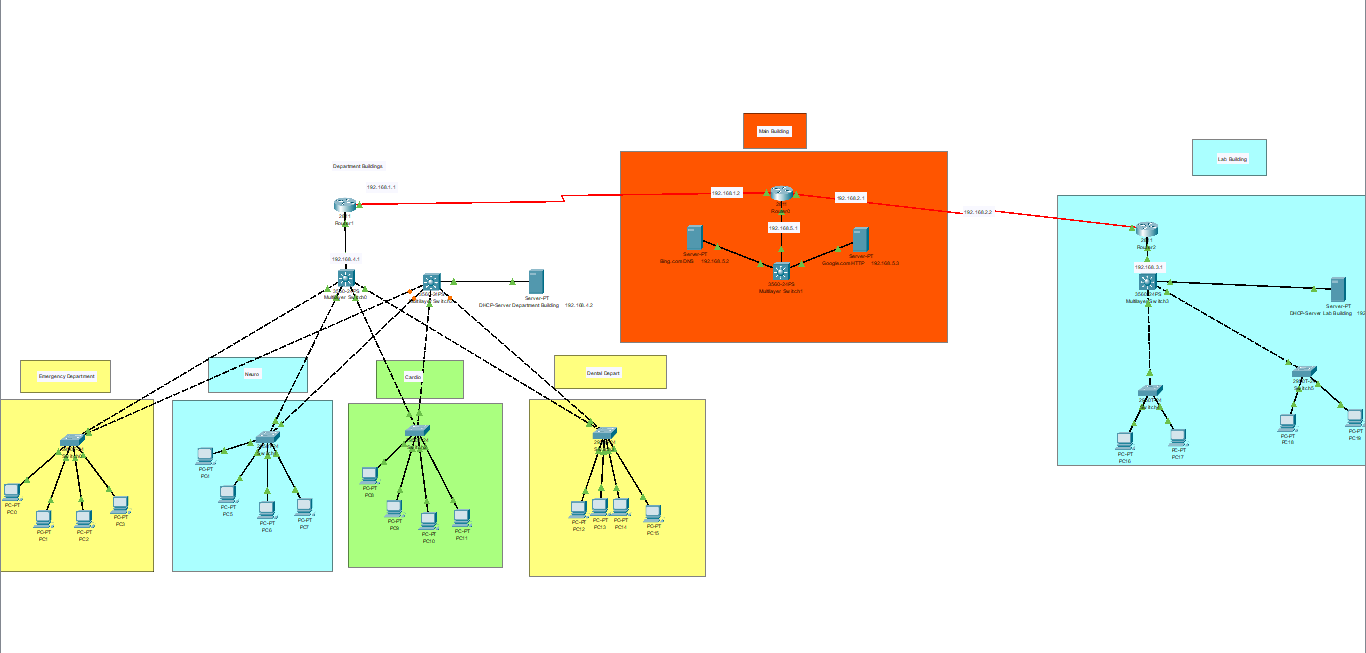 Main Building
Lab Building
Department Buildings
192.168.1.1
192.168.1.2
192.168.2.1
192.168.2.2
Router1
192.168.5.1
Router2
192.168.4.1
192.168.3.1
Server-PT
Bing.com DNS 192.168.5.2
Server-PT
Google.com HTTP 192.168.5.3
3560-24PS
Multilayer Switch1
Multilayer Switch0
Server-PT
DHCP-Server Department Building 192.168.4.2
Multilayer Switch3
Server-PT
DHCP-Server Lab Building 192
Emergency Department
Neuro
Cardio
Dental Depart
PC-PT
PC0
PC-PT
PC1
PC-PT
PC2
PC-PT
PC3
PC-PT
PC-PT
PC5
PC-PT
PC6
PC-PT
PC7
PC-PT
PC8
PC-PT
PC9
PC-PT
PC10
PC-PT
PC11
PC-PT
PC12
PC-PT
PC13
PC-PT
PC14
PC-PT
PC15
PC-PT
PC16
PC-PT
PC17
PC-PT
PC18
PC-PT
PC19